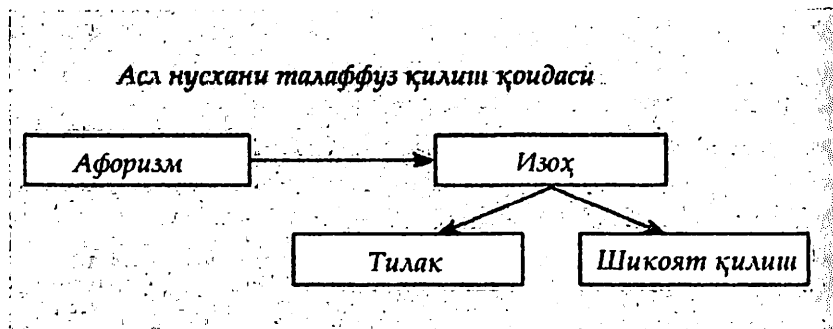 Асл нусхани талаффуз қилиш қоидаси
Афоризм
Изоҳ
Тилак
Шикоят қилиш